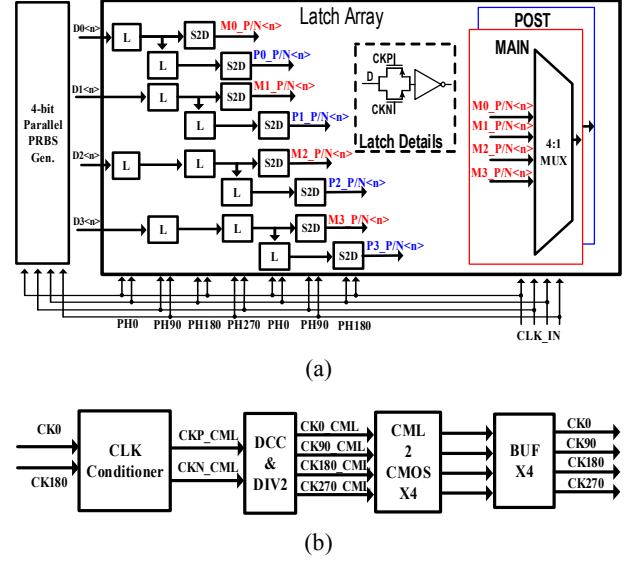 Latch Array
POST
MAIN
4-bit
Parallel
PRBS
Gen.
D0<n>
L
S2D
M0_P/N<n>
L
S2D
P0_P/N<n>
D1<n>
L
S2D
M1_P/N<n>
L
S2D
P1_P/N<n>
D2<n>
L
L
S2D
M2_P/N<n>
L
S2D
P2_P/N<n>
D3<n>
L
L
S2D
M3_P/N<n>
L
S2D
P3_P/N<n>
CKPI
D
CKNI
Latch Details
M0_P/N<n>
M1_P/N<n>
M2_P/N<n>
M3_P/N<n>
4:1
MUX
PH0
PH90
PH180
PH270
PH0
PH90
PH180
CLK_IN
(a)
CK0
CK180
CLK
Conditioner
CKP_CML
CKN_CML
DCC
&
DIV2
CK0_CML
CK90_CML
CK180_CML
CK270_CML
CML
2
CMOS
X4
BUF
X4
CK0
CK90
CK180
CK270
(b)